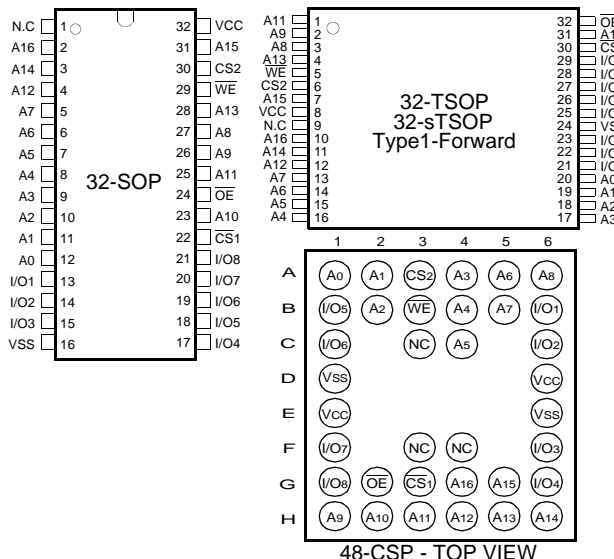 N.C 1 32 VCC
A16 2 31 A15
A14 3 30 CS2
A12 4 29 W̅E̅
A7 5 28 A13
A6 6 27 A8
A5 7 26 A9
A4 8 25 A11
32-SOP
A3 9 24 O̅E̅
A2 10 23 A10
A1 11 22 C̅S̅1
A0 12 21 I/O8
I/O1 13 20 I/O7
I/O2 14 19 I/O6
I/O3 15 18 I/O5
VSS 16 17 I/O4
A11 1 32 O̅E̅
A9 2 31
A8 3 30
A13 4 29 I/O
W̅E̅ 5 28 I/O
CS2 6 27 I/O
A15 7 26 I/O
VCC 8 25 I/O
N.C 9 24
A16 10 23 I/O
A14 11 22 I/O
A12 12 21 I/O
A7 13 20 A0
A6 14 19 A1
A5 15 18 A2
A4 16 17 A3
32-TSOP
32-sTSOP
Type1-Forward
1 2 3 4 5 6
A A0 A1 CS2 A3 A6 A8
B I/O5 A2 W̅E̅ A4 A7 I/O1
C I/O6 NC A5 I/O2
D Vss Vcc
E Vcc Vss
F I/O7 NC NC I/O3
G I/O8 O̅E̅ C̅S̅1 A16 A15 I/O4
H A9 A10 A11 A12 A13 A14
48-CSP - TOP VIEW